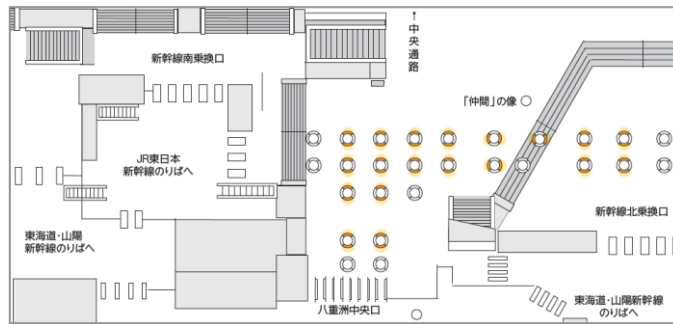 ↑
中央通路
新幹線南乗換口
「仲間」の像
JR東日本
新幹線のりばへ
新幹線北乗換口
東海道・山陽
新幹線のりばへ
八重洲中央口
東海道・山陽新幹線
のりばへ